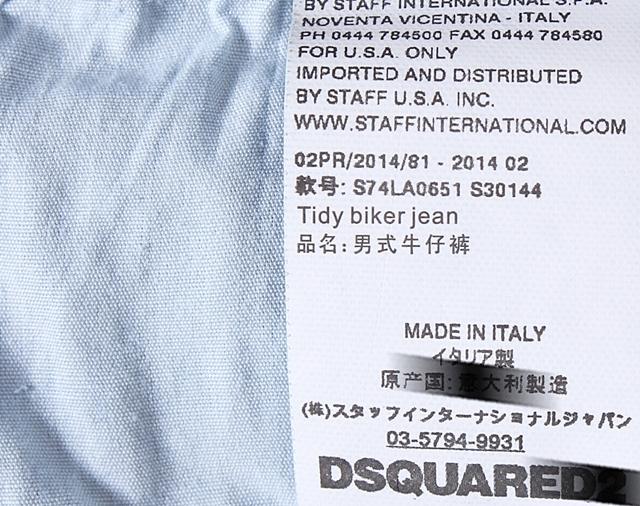 BY STAFF INTERNATIONAL S.P.A.
NOVENTA VICENTINA - ITALY
PH 0444 784500 FAX 0444 784580
FOR U.S.A. ONLY
IMPORTED AND DISTRIBUTED
BY STAFF U.S.A. INC.
WWW.STAFFINTERNATIONAL.COM
02PR/2014/81 - 2014 02
款号: S74LA0651 S30144
Tidy biker jean
品名: 男式牛仔裤
MADE IN ITALY
イタリア製
原产国: 意大利製造
(株)スタッフインターナショナルジャパン
03-5794-9931
DSQUARED2